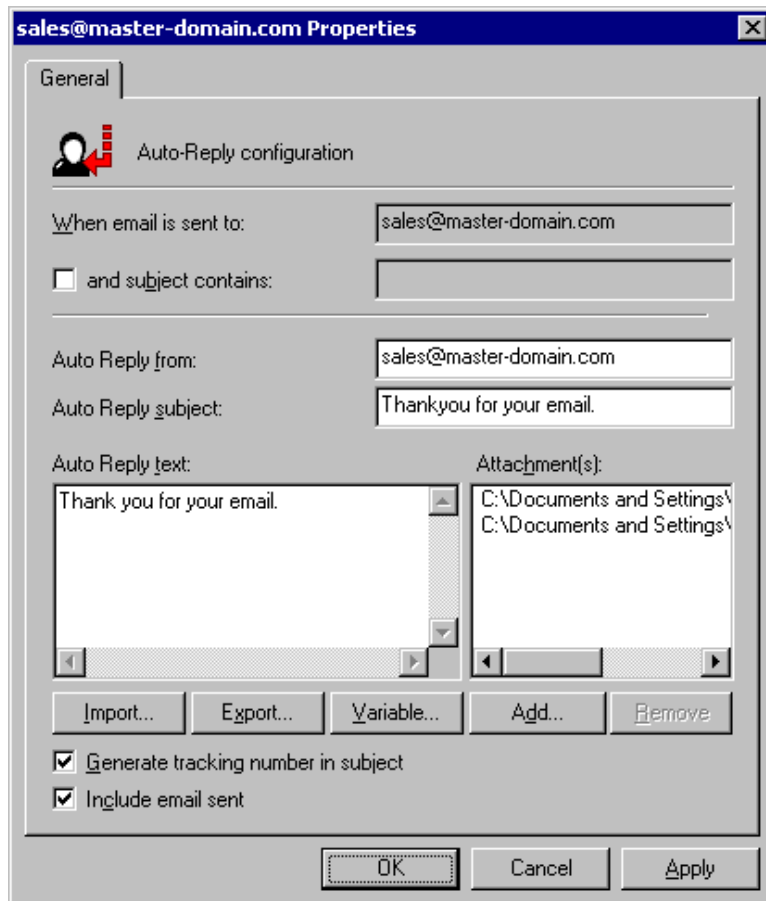 sales@master-domain.com Properties
General
Auto-Reply configuration
When email is sent to: sales@master-domain.com
and subject contains:
Auto Reply from: sales@master-domain.com
Auto Reply subject: Thankyou for your email.
Auto Reply text: Attachment(s):
Thank you for your email. C:\Documents and Settings\
C:\Documents and Settings\
Import... Export... Variable... Add... Remove
Generate tracking number in subject
Include email sent
OK Cancel Apply